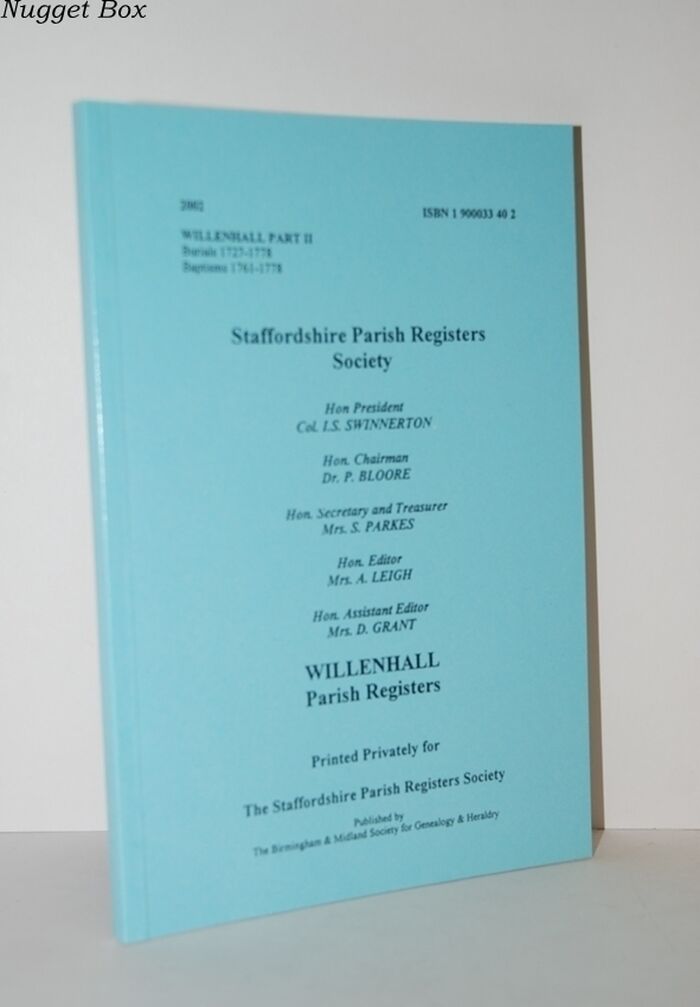 Nugget Box
2002
ISBN 1 900033 40 2
WILLENHALL PART II
Burials 1727-1778
Baptisms 1761-1778
Staffordshire Parish Registers
Society
Hon President
Col. I.S. SWINNERTON
Hon. Chairman
Dr. P. BLOORE
Hon. Secretary and Treasurer
Mrs. S. PARKES
Hon. Editor
Mrs. A. LEIGH
Hon. Assistant Editor
Mrs. D. GRANT
WILLENHALL
Parish Registers
Printed Privately for
The Staffordshire Parish Registers Society
Published by
The Birmingham & Midland Society for Genealogy & Heraldry